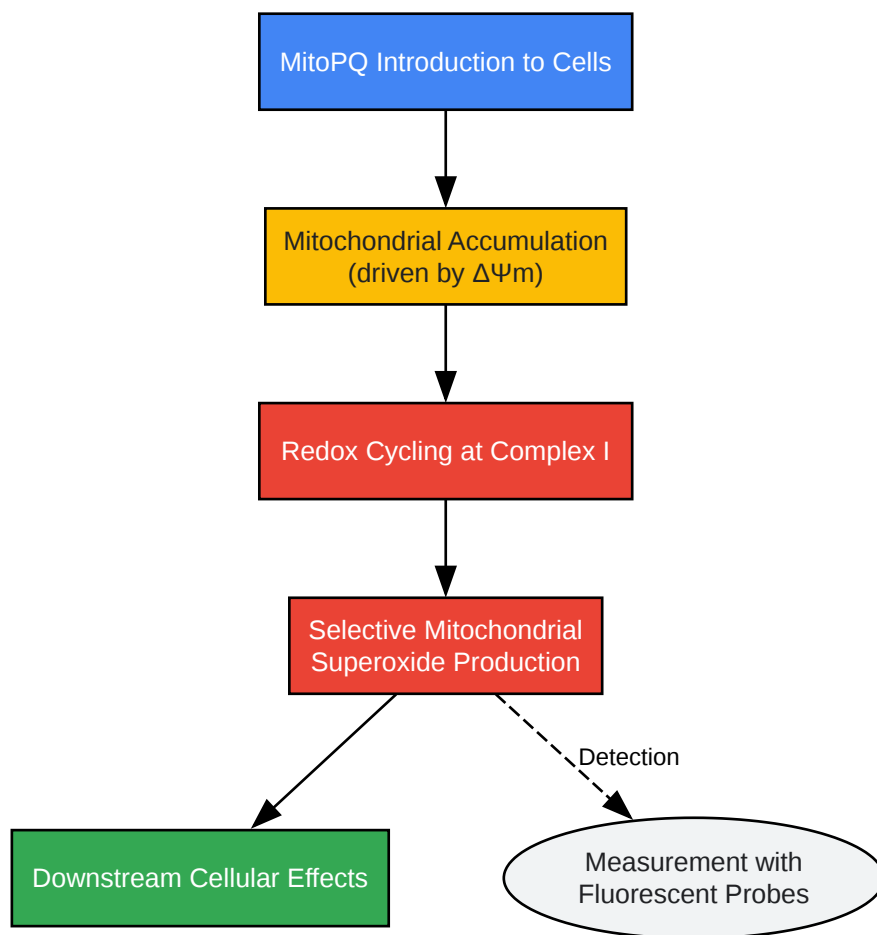 MitoPQ Introduction to Cells
Mitochondrial Accumulation
(driven by ΔΨm)
Redox Cycling at Complex I
Selective Mitochondrial
Superoxide Production
Detection
Downstream Cellular Effects
Measurement with
Fluorescent Probes